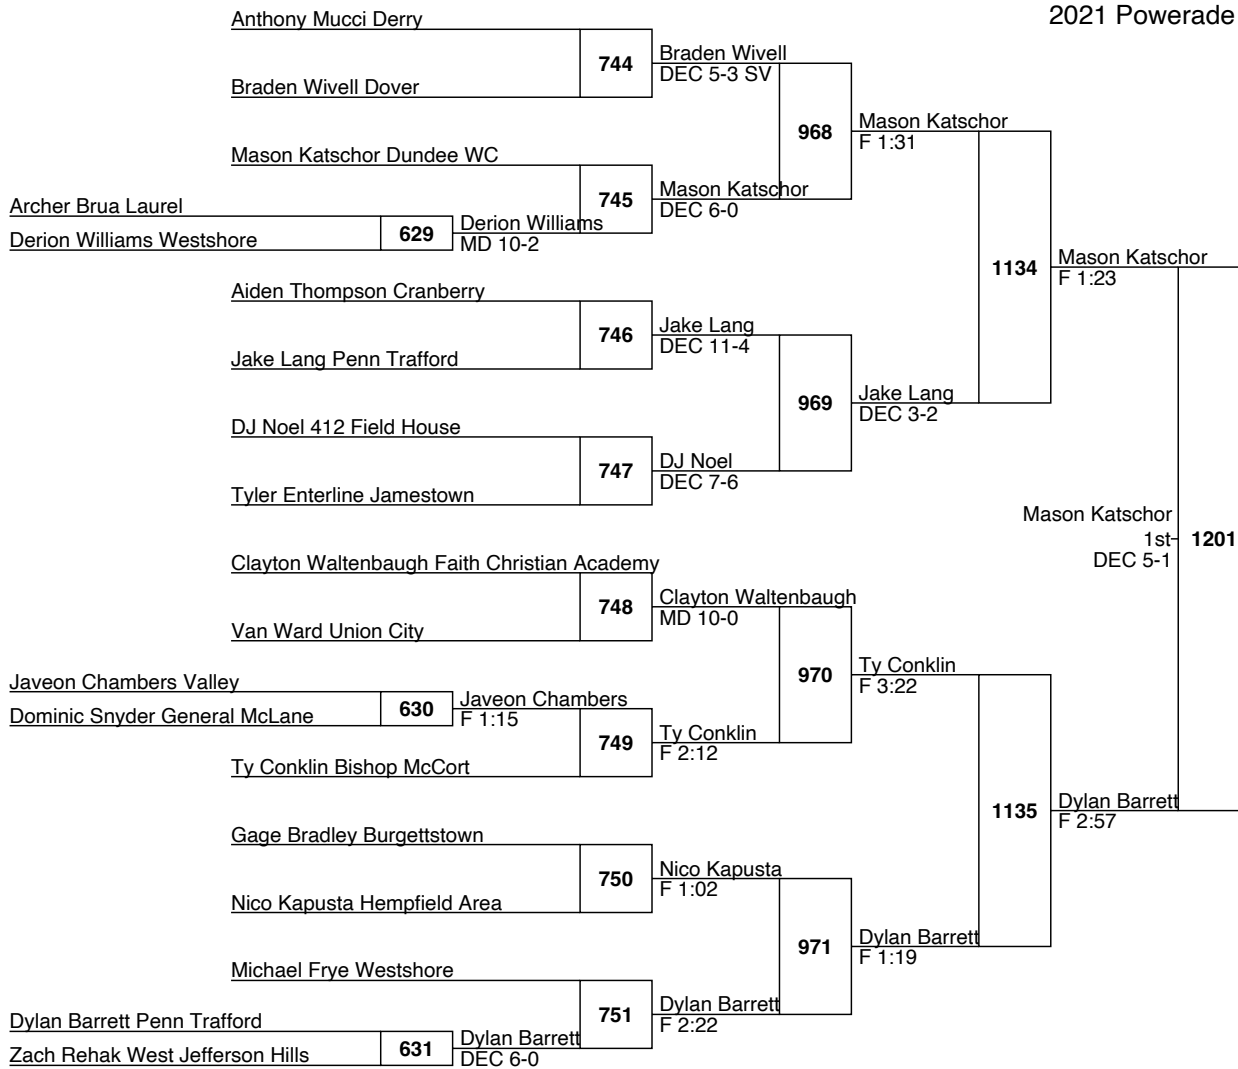 2021 Powerade
Anthony Mucci Derry
744
Braden Wivell
DEC 5-3 SV
Braden Wivell Dover
968
Mason Katschor
F 1:31
Mason Katschor Dundee WC
745
Mason Katschor
DEC 6-0
Archer Brua Laurel
629
Derion Williams
MD 10-2
Derion Williams Westshore
1134
Mason Katschor
F 1:23
Aiden Thompson Cranberry
746
Jake Lang
DEC 11-4
Jake Lang Penn Trafford
969
Jake Lang
DEC 3-2
DJ Noel 412 Field House
747
DJ Noel
DEC 7-6
Tyler Enterline Jamestown
Mason Katschor
1st
1201
DEC 5-1
Clayton Waltenbaugh Faith Christian Academy
748
Clayton Waltenbaugh
MD 10-0
Van Ward Union City
970
Ty Conklin
F 3:22
Javeon Chambers Valley
630
Javeon Chambers
F 1:15
Dominic Snyder General McLane
749
Ty Conklin
F 2:12
Ty Conklin Bishop McCort
1135
Dylan Barrett
F 2:57
Gage Bradley Burgettstown
750
Nico Kapusta
F 1:02
Nico Kapusta Hempfield Area
971
Dylan Barrett
F 1:19
Michael Frye Westshore
751
Dylan Barrett
F 2:22
Dylan Barrett Penn Trafford
631
Dylan Barrett
DEC 6-0
Zach Rehak West Jefferson Hills